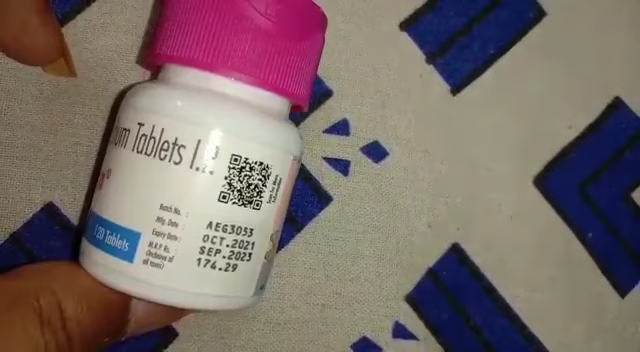 Tablets I.P.
Batch No. : AEG3053
Mfg. Date : OCT.2021
Expiry Date : SEP.2023
M.R.P. Rs. : 174.29
(Inclusive of
all taxes)
120 Tablets